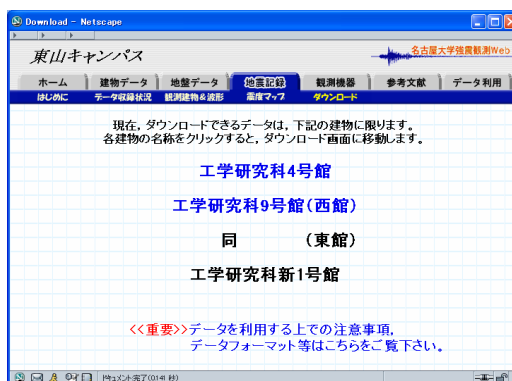 Download - Netscape
東山キャンパス
名古屋大学強震観測Web
ホーム 建物データ 地盤データ 地震記録 観測機器 参考文献 データ利用
はじめに データ収録状況 観測建物&波形 震度マップ ダウンロード
現在，ダウンロードできるデータは，下記の建物に限ります。
各建物の名称をクリックすると，ダウンロード画面に移動します。
工学研究科4号館
工学研究科9号館（西館）
同 （東館）
工学研究科新1号館
<<重要>>データを利用する上での注意事項，
データフォーマット等はこちらをご覧下さい。
ドキュメント:完了(0.141 秒)